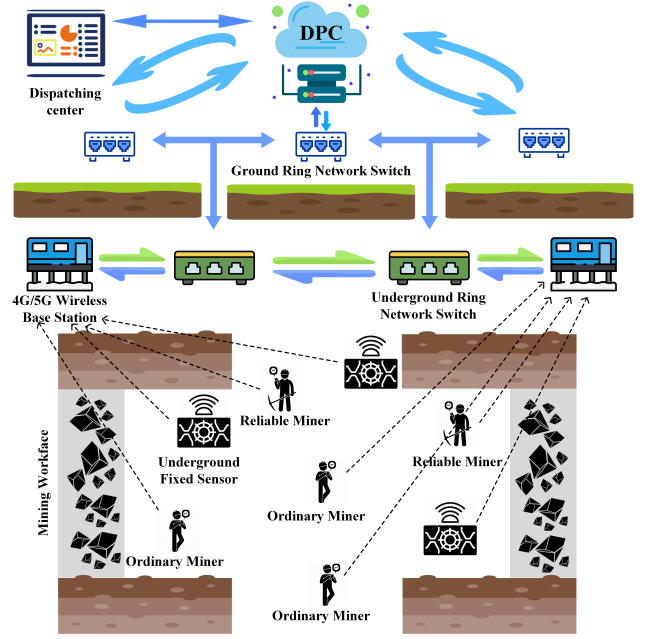 DPC
Dispatching
center
Ground Ring Network Switch
4G/5G Wireless
Base Station
Underground Ring
Network Switch
Reliable Miner
Reliable Miner
Underground
Fixed Sensor
Mining Workface
Ordinary Miner
Ordinary Miner
Ordinary Miner